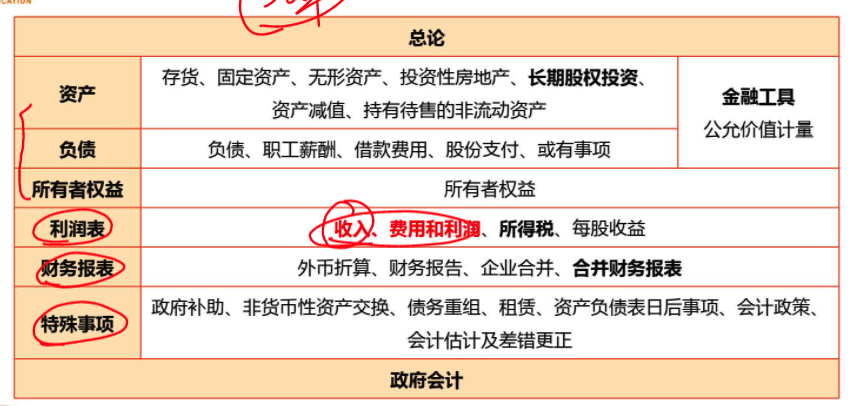 CATION
总论
资产
存货、固定资产、无形资产、投资性房地产、长期股权投资、
资产减值、持有待售的非流动资产
金融工具
公允价值计量
负债
负债、职工薪酬、借款费用、股份支付、或有事项
所有者权益
所有者权益
利润表
收入、费用和利润、所得税、每股收益
财务报表
外币折算、财务报告、企业合并、合并财务报表
特殊事项
政府补助、非货币性资产交换、债务重组、租赁、资产负债表日后事项、会计政策、
会计估计及差错更正
政府会计